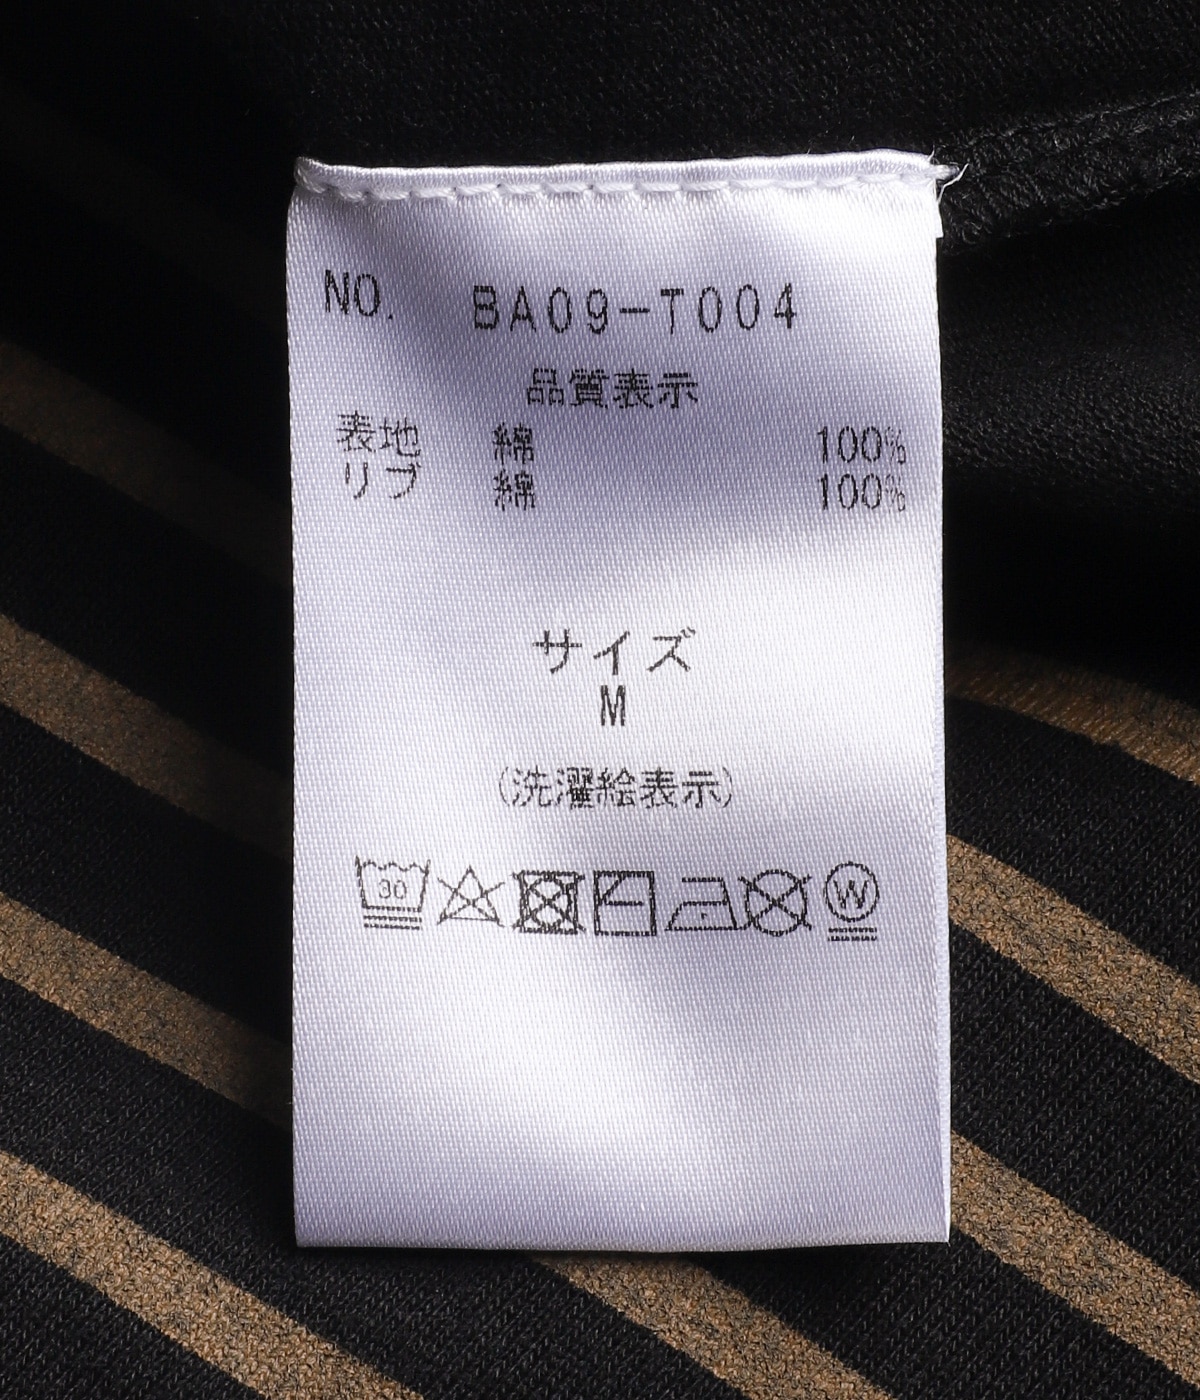 NO. BA09-T004
品質表示
表地 綿 100%
リブ 綿 100%
サイズ
M
(洗濯絵表示)
30 W